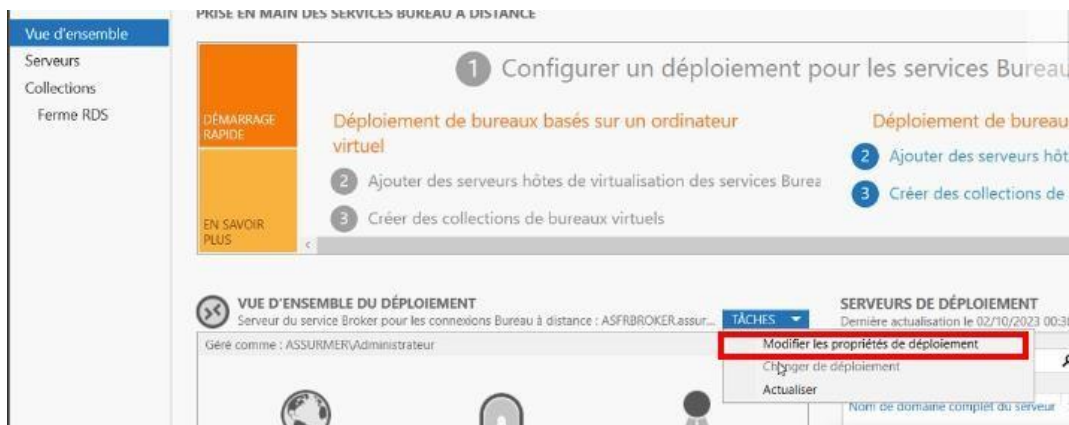 PRISE EN MAIN DES SERVICES BUREAU À DISTANCE
Vue d'ensemble
Serveurs
Collections
Ferme RDS
1 Configurer un déploiement pour les services Bureau
DÉMARRAGE
RAPIDE
Déploiement de bureaux basés sur un ordinateur
virtuel
2 Ajouter des serveurs hôtes de virtualisation des services Burea
3 Créer des collections de bureaux virtuels
Déploiement de bureau
2 Ajouter des serveurs hôt
3 Créer des collections de
EN SAVOIR
PLUS
VUE D'ENSEMBLE DU DÉPLOIEMENT
Serveur du service Broker pour les connexions Bureau à distance : ASFRBROKER.assur...
TÂCHES
Géré comme : ASSURMER\Administrateur
Modifier les propriétés de déploiement
Changer de déploiement
Actualiser
SERVEURS DE DÉPLOIEMENT
Dernière actualisation le 02/10/2023 00:3
Nom de domaine complet du serveur